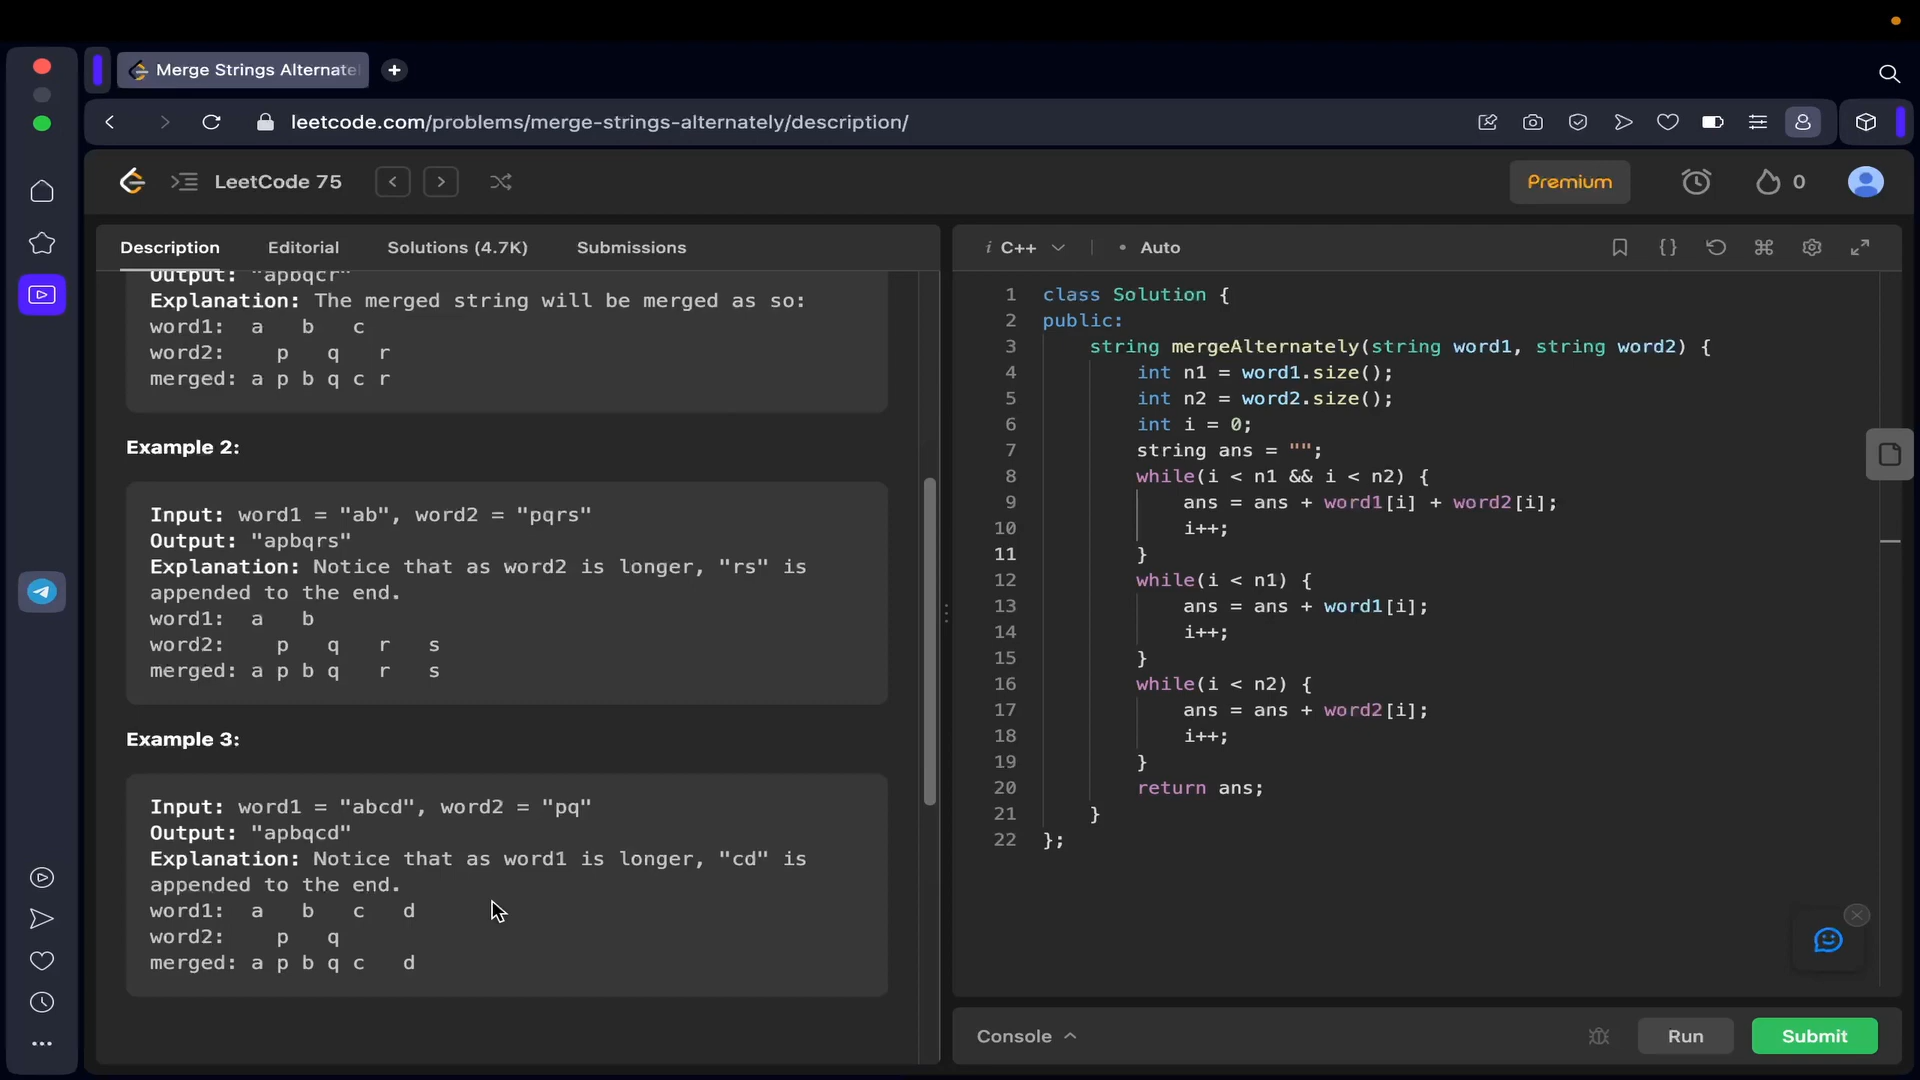 Merge Strings Alternate
leetcode.com/problems/merge-strings-alternately/description/
LeetCode 75
Premium
0
Description Editorial Solutions (4.7K) Submissions
Output: "apbqcr"
Explanation: The merged string will be merged as so:
word1:  a   b   c
word2:    p   q   r
merged: a p b q c r
Example 2:
Input: word1 = "ab", word2 = "pqrs"
Output: "apbqrs"
Explanation: Notice that as word2 is longer, "rs" is
appended to the end.
word1:  a   b
word2:    p   q   r   s
merged: a p b q   r   s
Example 3:
Input: word1 = "abcd", word2 = "pq"
Output: "apbqcd"
Explanation: Notice that as word1 is longer, "cd" is
appended to the end.
word1:  a   b   c   d
word2:    p   q
merged: a p b q c   d
i C++ • Auto
1 class Solution {
2 public:
3     string mergeAlternately(string word1, string word2) {
4         int n1 = word1.size();
5         int n2 = word2.size();
6         int i = 0;
7         string ans = "";
8         while(i < n1 && i < n2) {
9             ans = ans + word1[i] + word2[i];
10             i++;
11         }
12         while(i < n1) {
13             ans = ans + word1[i];
14             i++;
15         }
16         while(i < n2) {
17             ans = ans + word2[i];
18             i++;
19         }
20         return ans;
21     }
22 };
Console
Run
Submit